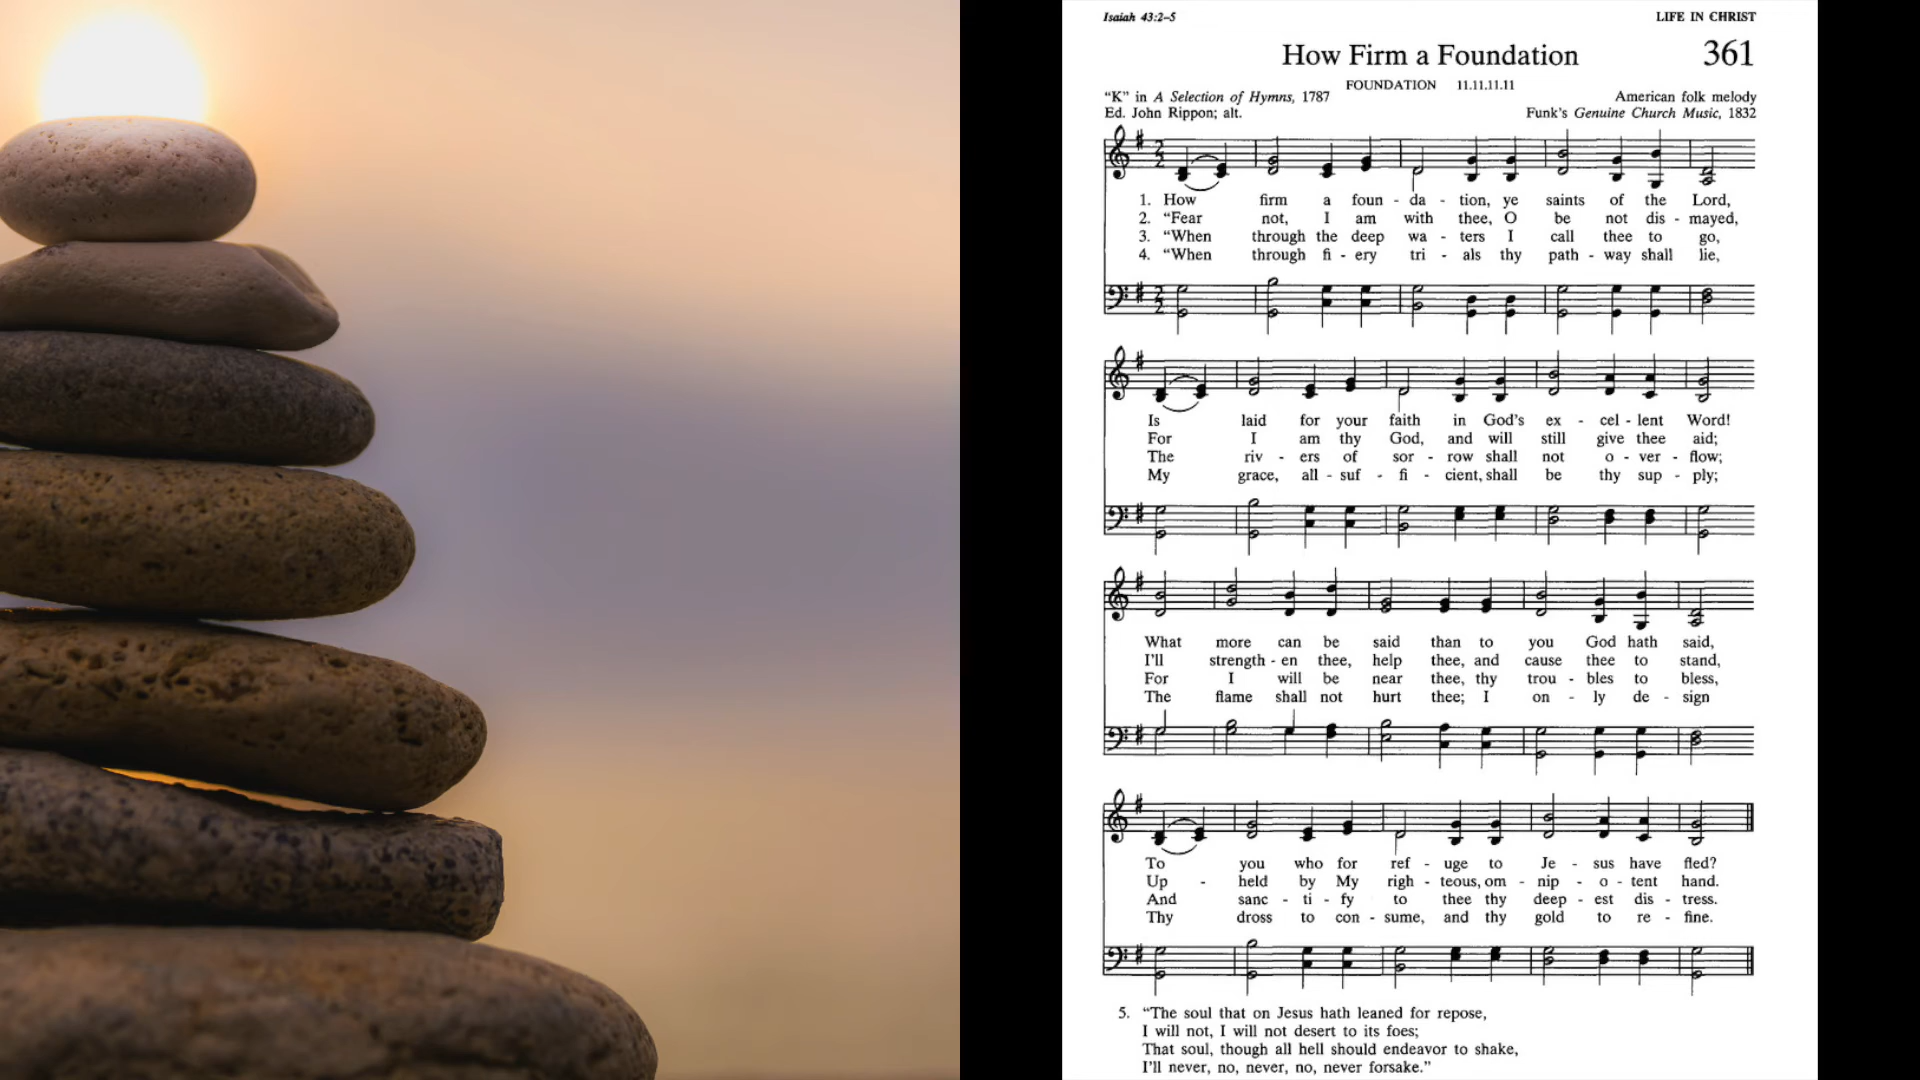 Isaiah 43:2–5
LIFE IN CHRIST
How Firm a Foundation
361
FOUNDATION 11.11.11.11
“K” in A Selection of Hymns, 1787
American folk melody
Ed. John Rippon; alt.
Funk's Genuine Church Music, 1832
1. How firm a foun - da - tion, ye saints of the Lord,
2. “Fear not, I am with thee, O be not dis - mayed,
3. “When through the deep wa - ters I call thee to go,
4. “When through fi - ery tri - als thy path - way shall lie,
Is laid for your faith in God's ex - cel - lent Word!
For I am thy God, and will still give thee aid;
The riv - ers of sor - row shall not o - ver - flow;
My grace, all - suf - fi - cient, shall be thy sup - ply;
What more can be said than to you God hath said,
I'll strength - en thee, help thee, and cause thee to stand,
For I will be near thee, thy trou - bles to bless,
The flame shall not hurt thee; I on - ly de - sign
To you who for ref - uge to Je - sus have fled?
Up - held by My righ - teous, om - nip - o - tent hand.
And sanc - ti - fy to thee thy deep - est dis - tress.
Thy dross to con - sume, and thy gold to re - fine.
5. “The soul that on Jesus hath leaned for repose,
I will not, I will not desert to its foes;
That soul, though all hell should endeavor to shake,
I'll never, no, never, no, never forsake.”